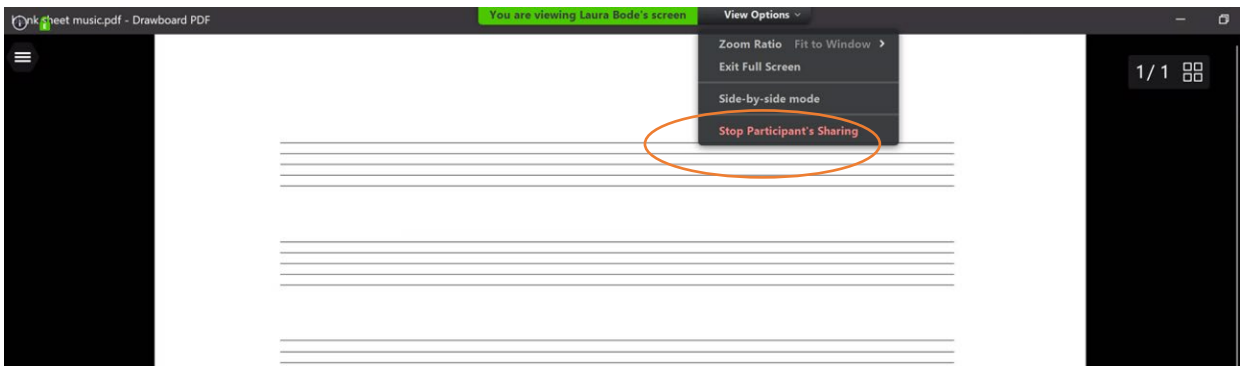 sheet music.pdf - Drawboard PDF
You are viewing Laura Bode's screen
View Options
Zoom Ratio Fit to Window >
Exit Full Screen
1/1
Side-by-side mode
Stop Participant's Sharing